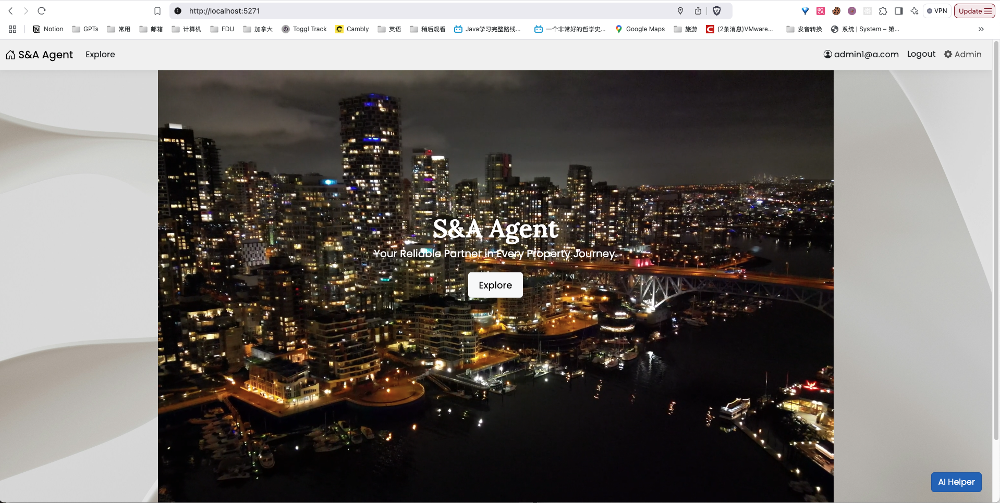 http://localhost:5271
VPN
Update
Notion
GPTs
常用
邮箱
计算机
FDU
加拿大
Toggl Track
Cambly
英语
稍后观看
Java学习完整路线...
一个非常好的哲学史...
Google Maps
旅游
(2条消息)VMware...
发音转换
系统 | System – 第...
S&A Agent
Explore
admin1@a.com
Logout
Admin
S&A Agent
Your Reliable Partner in Every Property Journey.
Explore
AI Helper